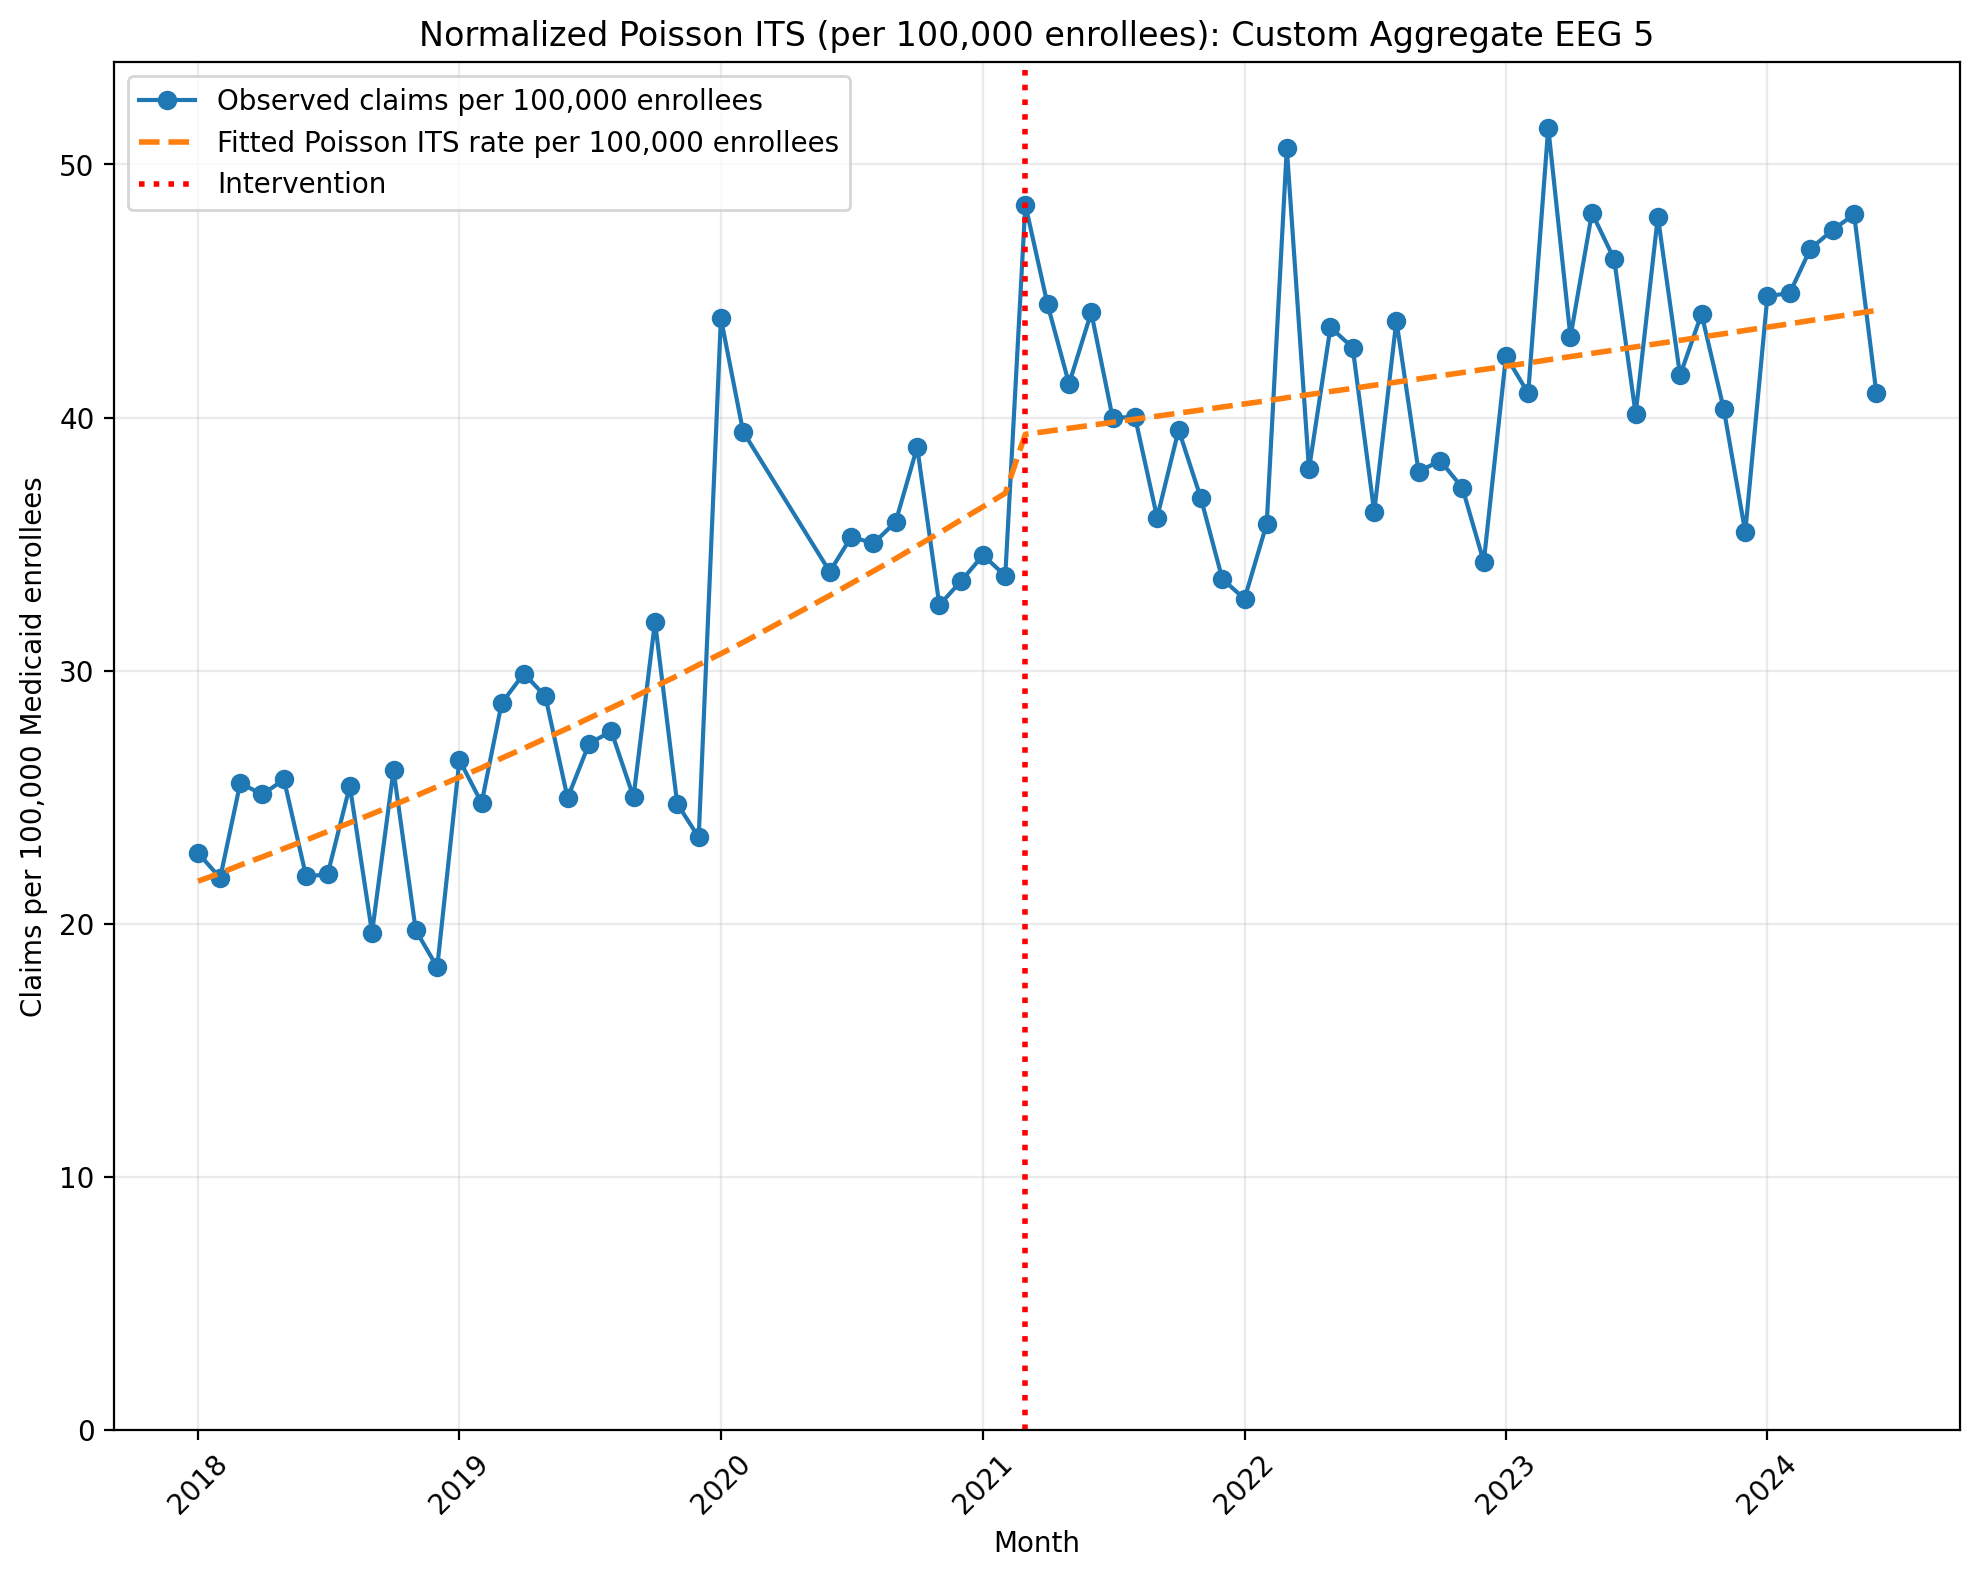 Normalized Poisson ITS (per 100,000 enrollees): Custom Aggregate EEG 5
Observed claims per 100,000 enrollees
Fitted Poisson ITS rate per 100,000 enrollees
Intervention
Claims per 100,000 Medicaid enrollees
50
40
30
20
10
0
2018
2019
2020
2021
2022
2023
2024
Month